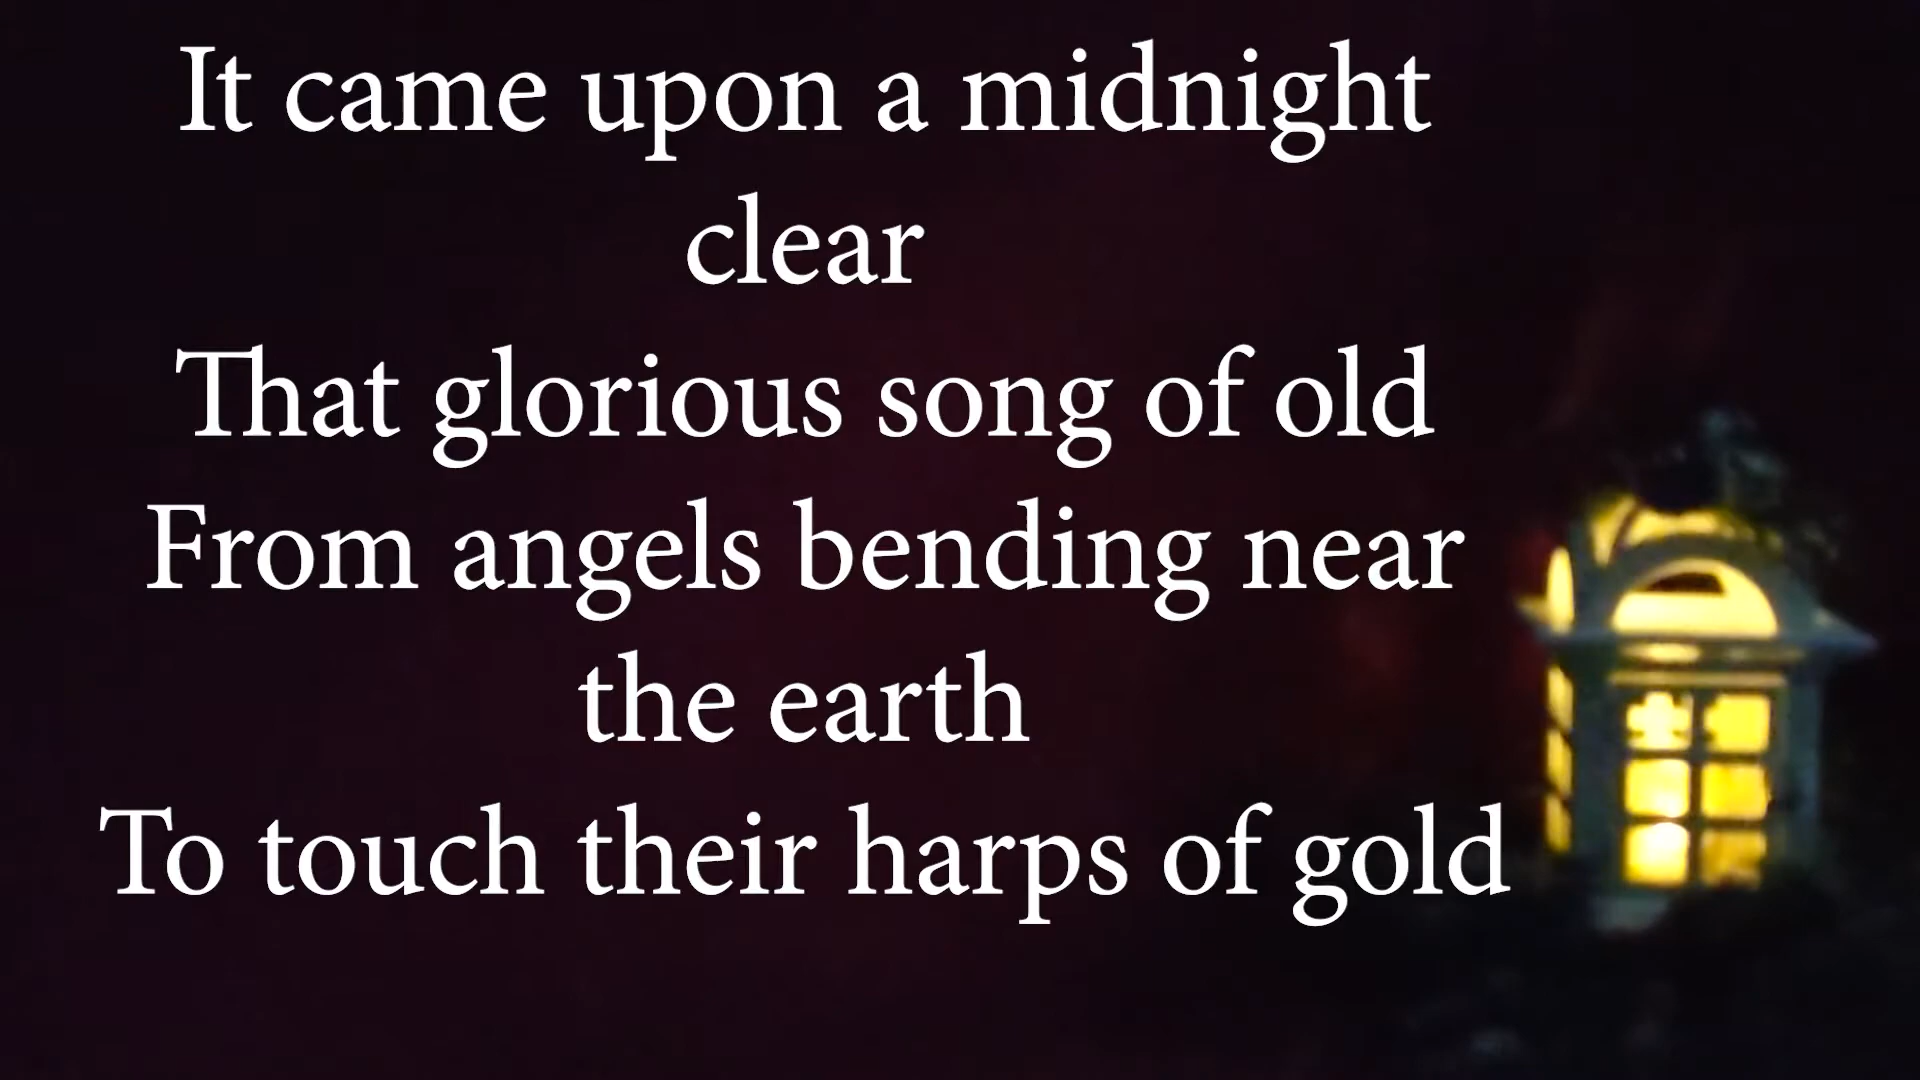 It came upon a midnight
clear
That glorious song of old
From angels bending near
the earth
To touch their harps of gold